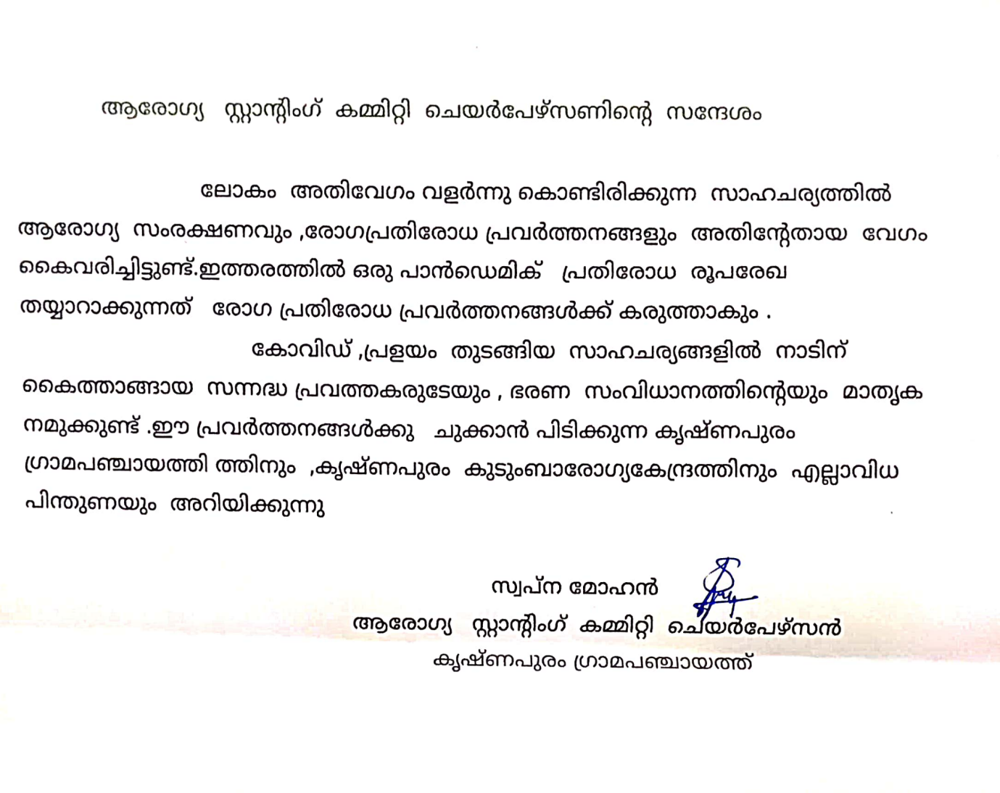 ആരോഗ്യ സ്റ്റാന്റിംഗ് കമ്മിറ്റി ചെയർപേഴ്സണിന്റെ സന്ദേശം
ലോകം അതിവേഗം വളർന്നു കൊണ്ടിരിക്കുന്ന സാഹചര്യത്തിൽ
ആരോഗ്യ സംരക്ഷണവും ,രോഗപ്രതിരോധ പ്രവർത്തനങ്ങളും അതിന്റേതായ വേഗം
കൈവരിച്ചിട്ടുണ്ട്.ഇത്തരത്തിൽ ഒരു പാൻഡെമിക് പ്രതിരോധ രൂപരേഖ
തയ്യാറാക്കുന്നത് രോഗ പ്രതിരോധ പ്രവർത്തനങ്ങൾക്ക് കരുത്താകും .
കോവിഡ് ,പ്രളയം തുടങ്ങിയ സാഹചര്യങ്ങളിൽ നാടിന്
കൈത്താങ്ങായ സന്നദ്ധ പ്രവത്തകരുടേയും , ഭരണ സംവിധാനത്തിന്റെയും മാതൃക
നമുക്കുണ്ട് .ഈ പ്രവർത്തനങ്ങൾക്കു ചുക്കാൻ പിടിക്കുന്ന കൃഷ്ണപുരം
ഗ്രാമപഞ്ചായത്തി ത്തിനും ,കൃഷ്ണപുരം കുടുംബാരോഗ്യകേന്ദ്രത്തിനും എല്ലാവിധ
പിന്തുണയും അറിയിക്കുന്നു
സ്വപ്ന മോഹൻ
ആരോഗ്യ സ്റ്റാന്റിംഗ് കമ്മിറ്റി ചെയർപേഴ്സൻ
കൃഷ്ണപുരം ഗ്രാമപഞ്ചായത്ത്